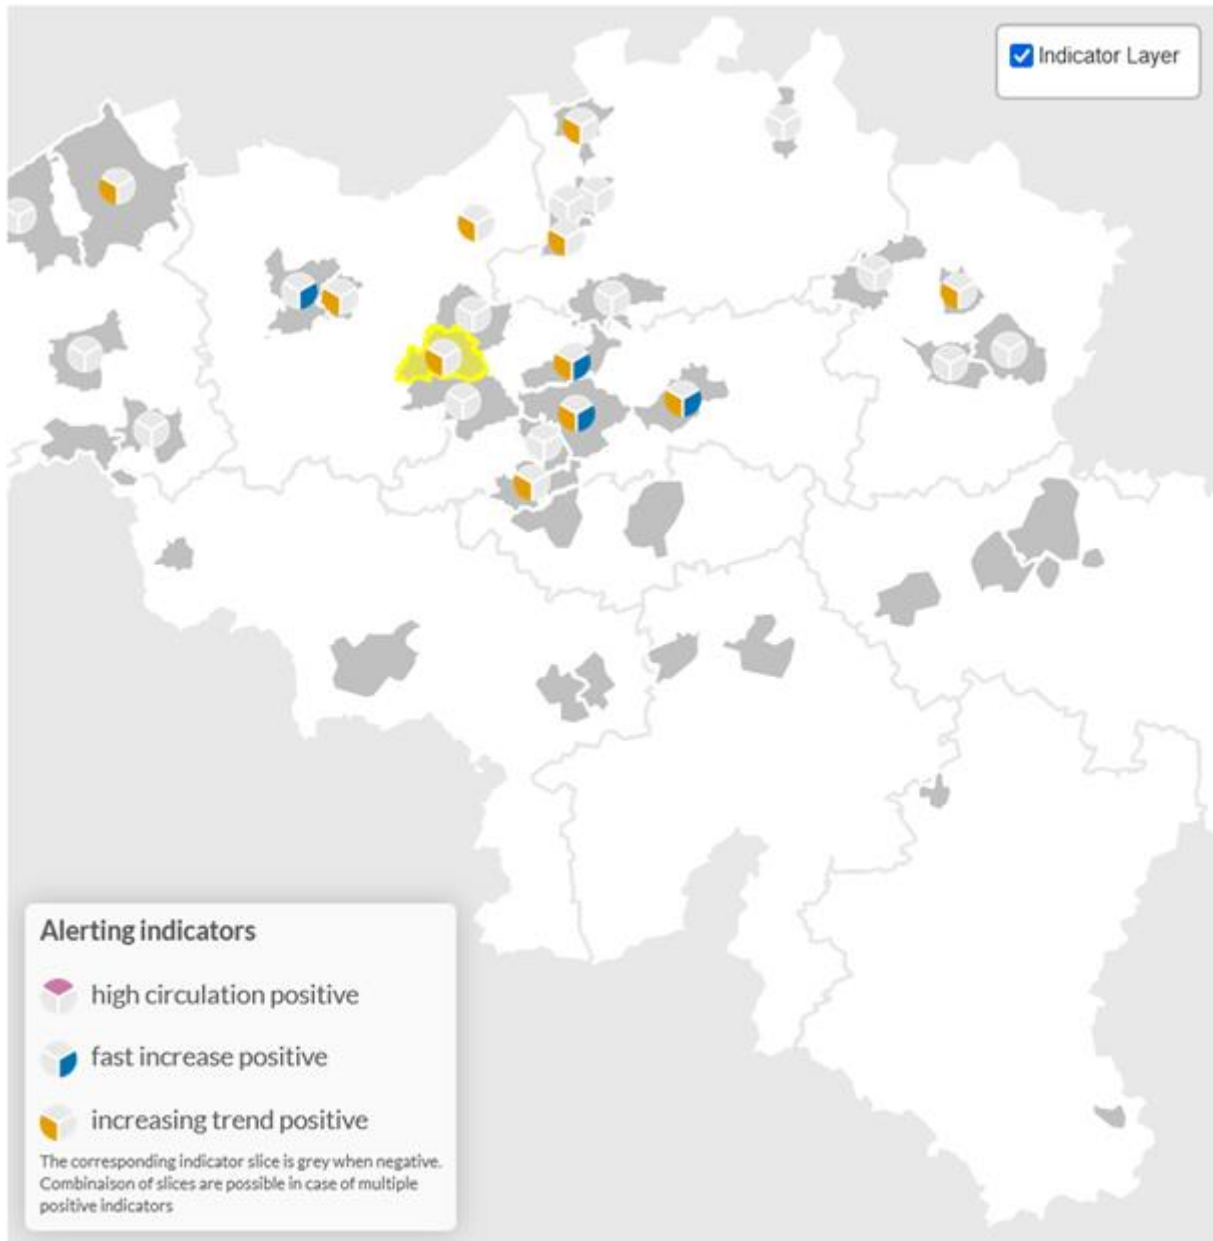 Indicator Layer
Alerting indicators
high circulation positive
fast increase positive
increasing trend positive
The corresponding indicator slice is grey when negative.
Combinaison of slices are possible in case of multiple
positive indicators